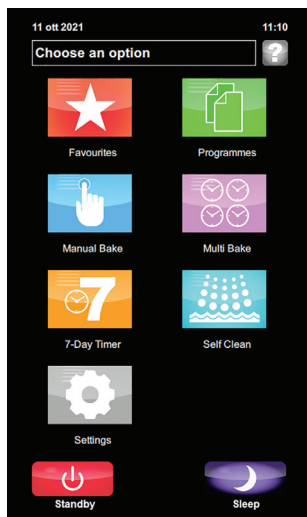 11 ott 2021 11:10
Choose an option ?
Favourites Programmes
Manual Bake Multi Bake
7
7-Day Timer Self Clean
Settings
Standby Sleep